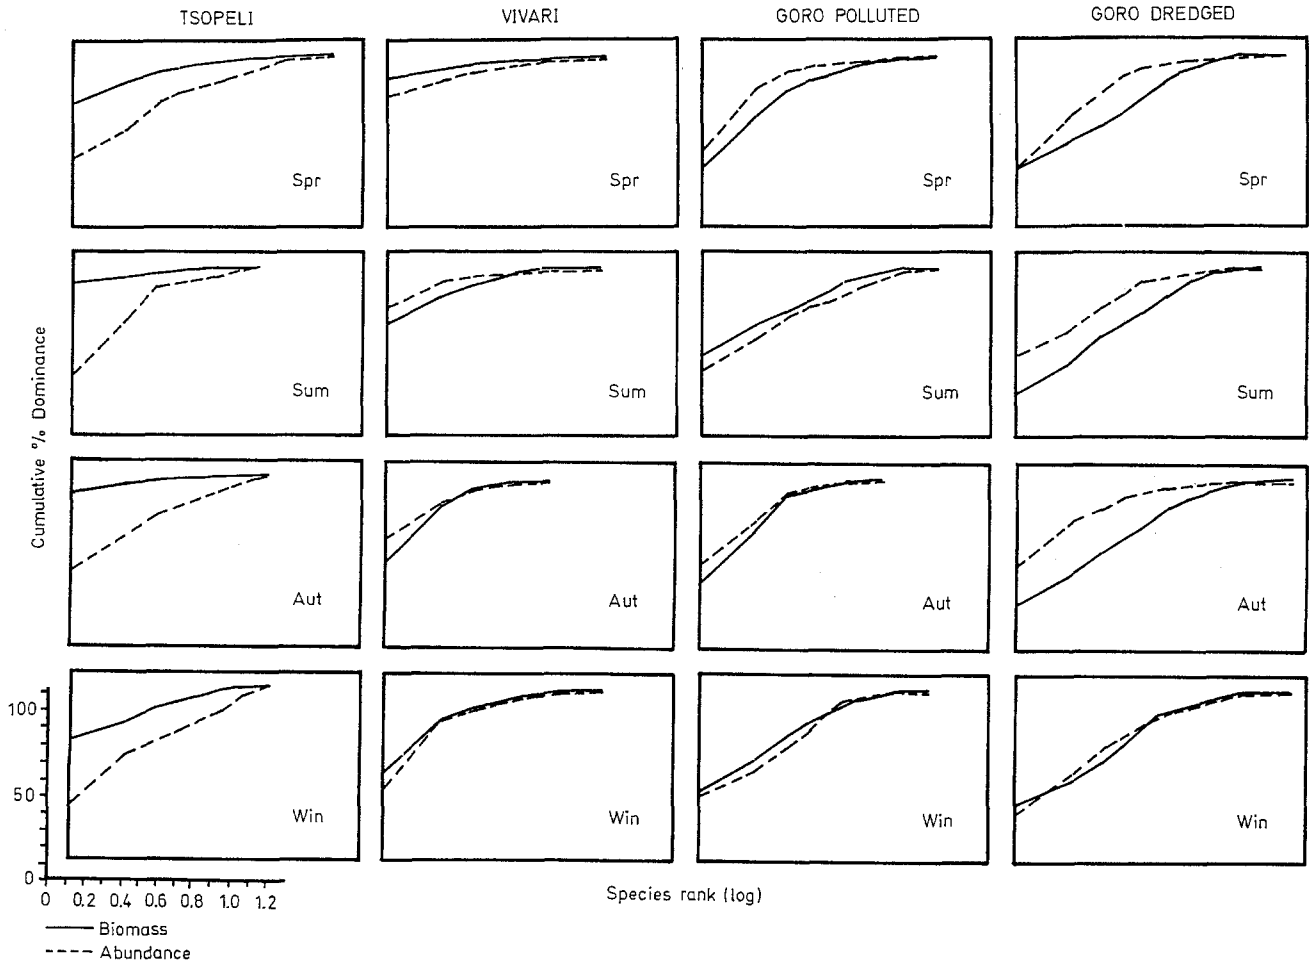 TSOPELI
VIVARI
GORO POLLUTED
GORO DREDGED
Spr
Spr
Spr
Spr
Sum
Sum
Sum
Sum
Cumulative % Dominance
Aut
Aut
Aut
Aut
Win
Win
Win
Win
100
50
0
0 0.2 0.4 0.6 0.8 1.0 1.2
Species rank (log)
Biomass
Abundance